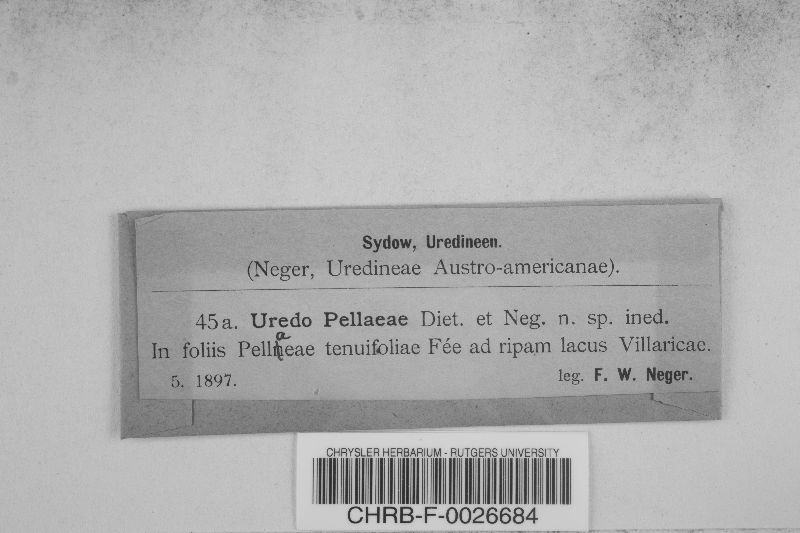 Sydow, Uredineen.
(Neger, Uredineae Austro-americanae).
45a. Uredo Pellaeae Diet. et Neg. n. sp. ined.
In foliis Pellaeae tenuifoliae Fée ad ripam lacus Villaricae.
5. 1897. leg. F. W. Neger.
CHRYSLER HERBARIUM - RUTGERS UNIVERSITY
CHRB-F-0026684